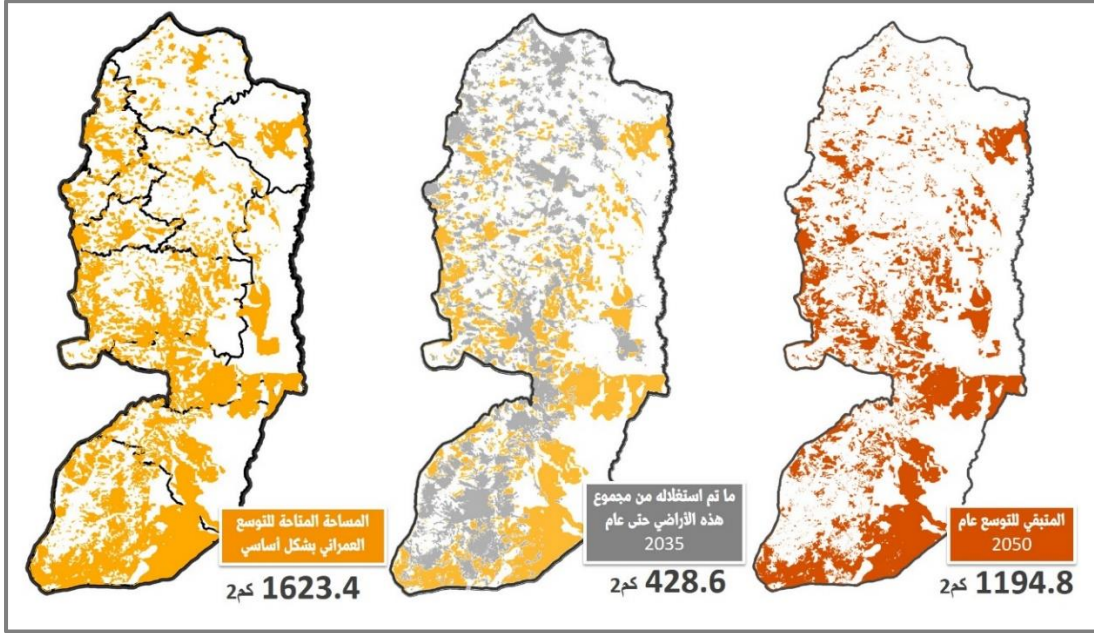 المساحة المتاحة للتوسع
العمراني بشكل أساسي
1623.4 كم2
ما تم استغلاله من مجموع
هذه الأراضي حتى عام
2035
428.6 كم2
المتبقي للتوسع عام
2050
1194.8 كم2